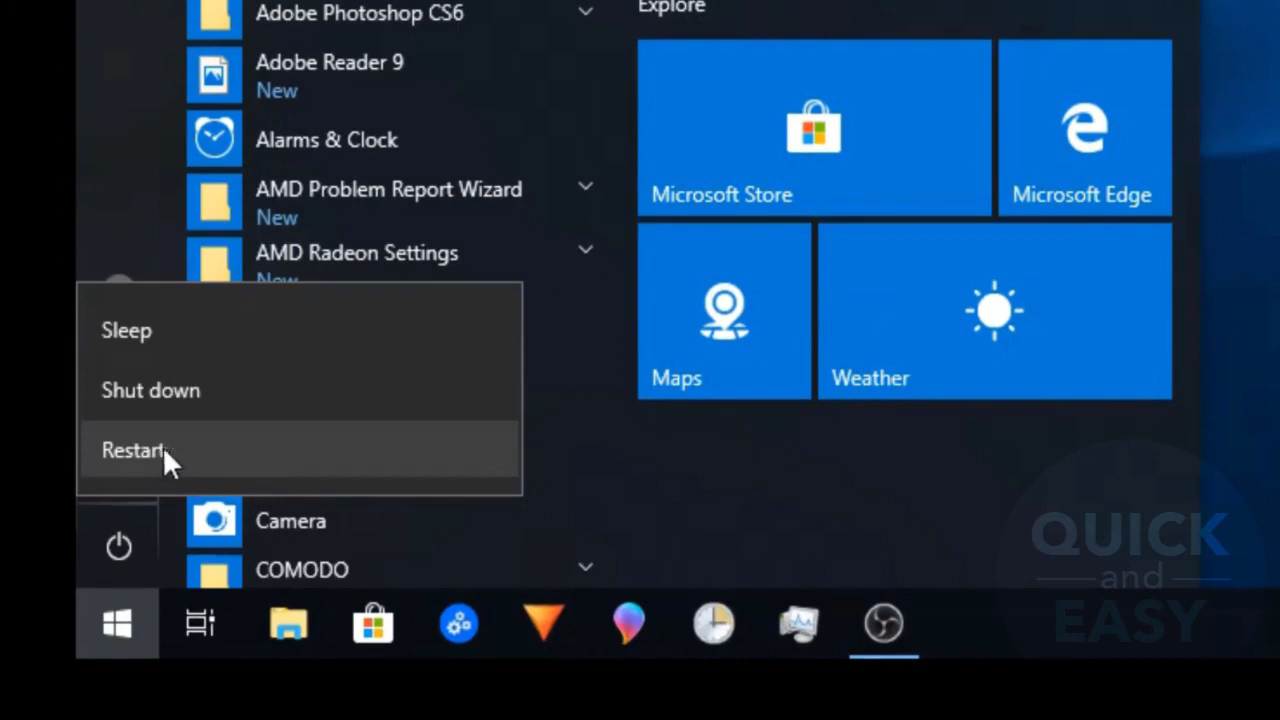 Adobe Photoshop CS6
Adobe Reader 9
New
Alarms & Clock
AMD Problem Report Wizard
New
AMD Radeon Settings
New
Sleep
Shut down
Restart
Camera
COMODO
Explore
Microsoft Store
Microsoft Edge
Maps
Weather
QUICK
and
EASY